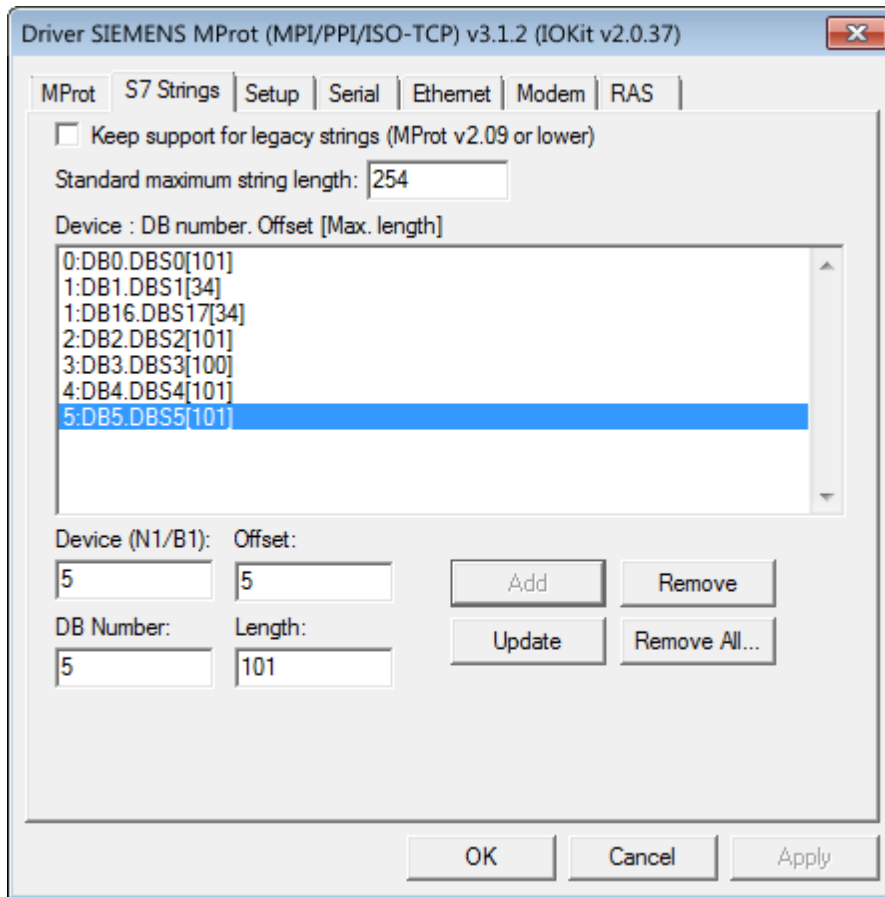 Driver SIEMENS MProt (MPI/PPI/ISO-TCP) v3.1.2 (IOKit v2.0.37)
MProt S7 Strings Setup Serial Ethernet Modem RAS
Keep support for legacy strings (MProt v2.09 or lower)
Standard maximum string length: 254
Device : DB number. Offset [Max. length]
0:DB0.DBS0[101]
1:DB1.DBS1[34]
1:DB16.DBS17[34]
2:DB2.DBS2[101]
3:DB3.DBS3[100]
4:DB4.DBS4[101]
5:DB5.DBS5[101]
Device (N1/B1): Offset:
5 5 Add Remove
DB Number: Length:
Update Remove All...
5 101
OK Cancel Apply